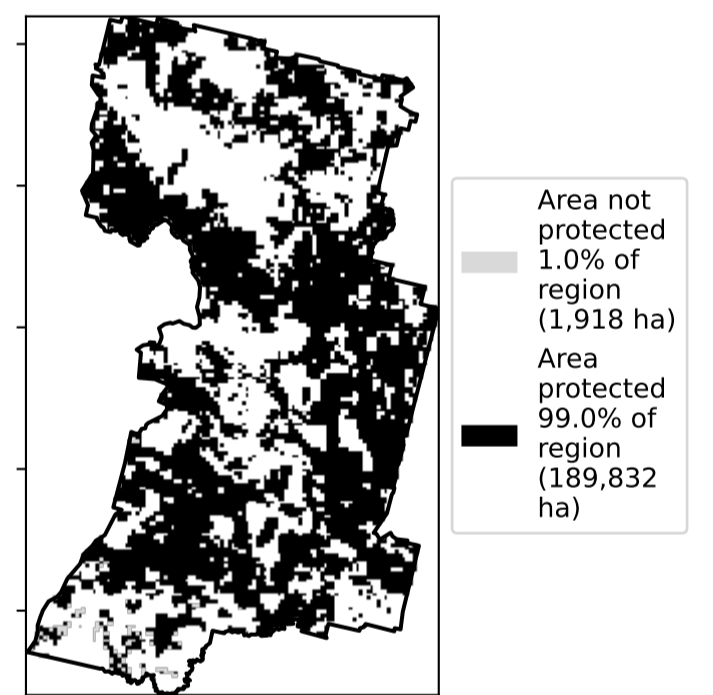 Area not
protected
1.0% of
region
(1,918 ha)
Area
protected
99.0% of
region
(189,832
ha)